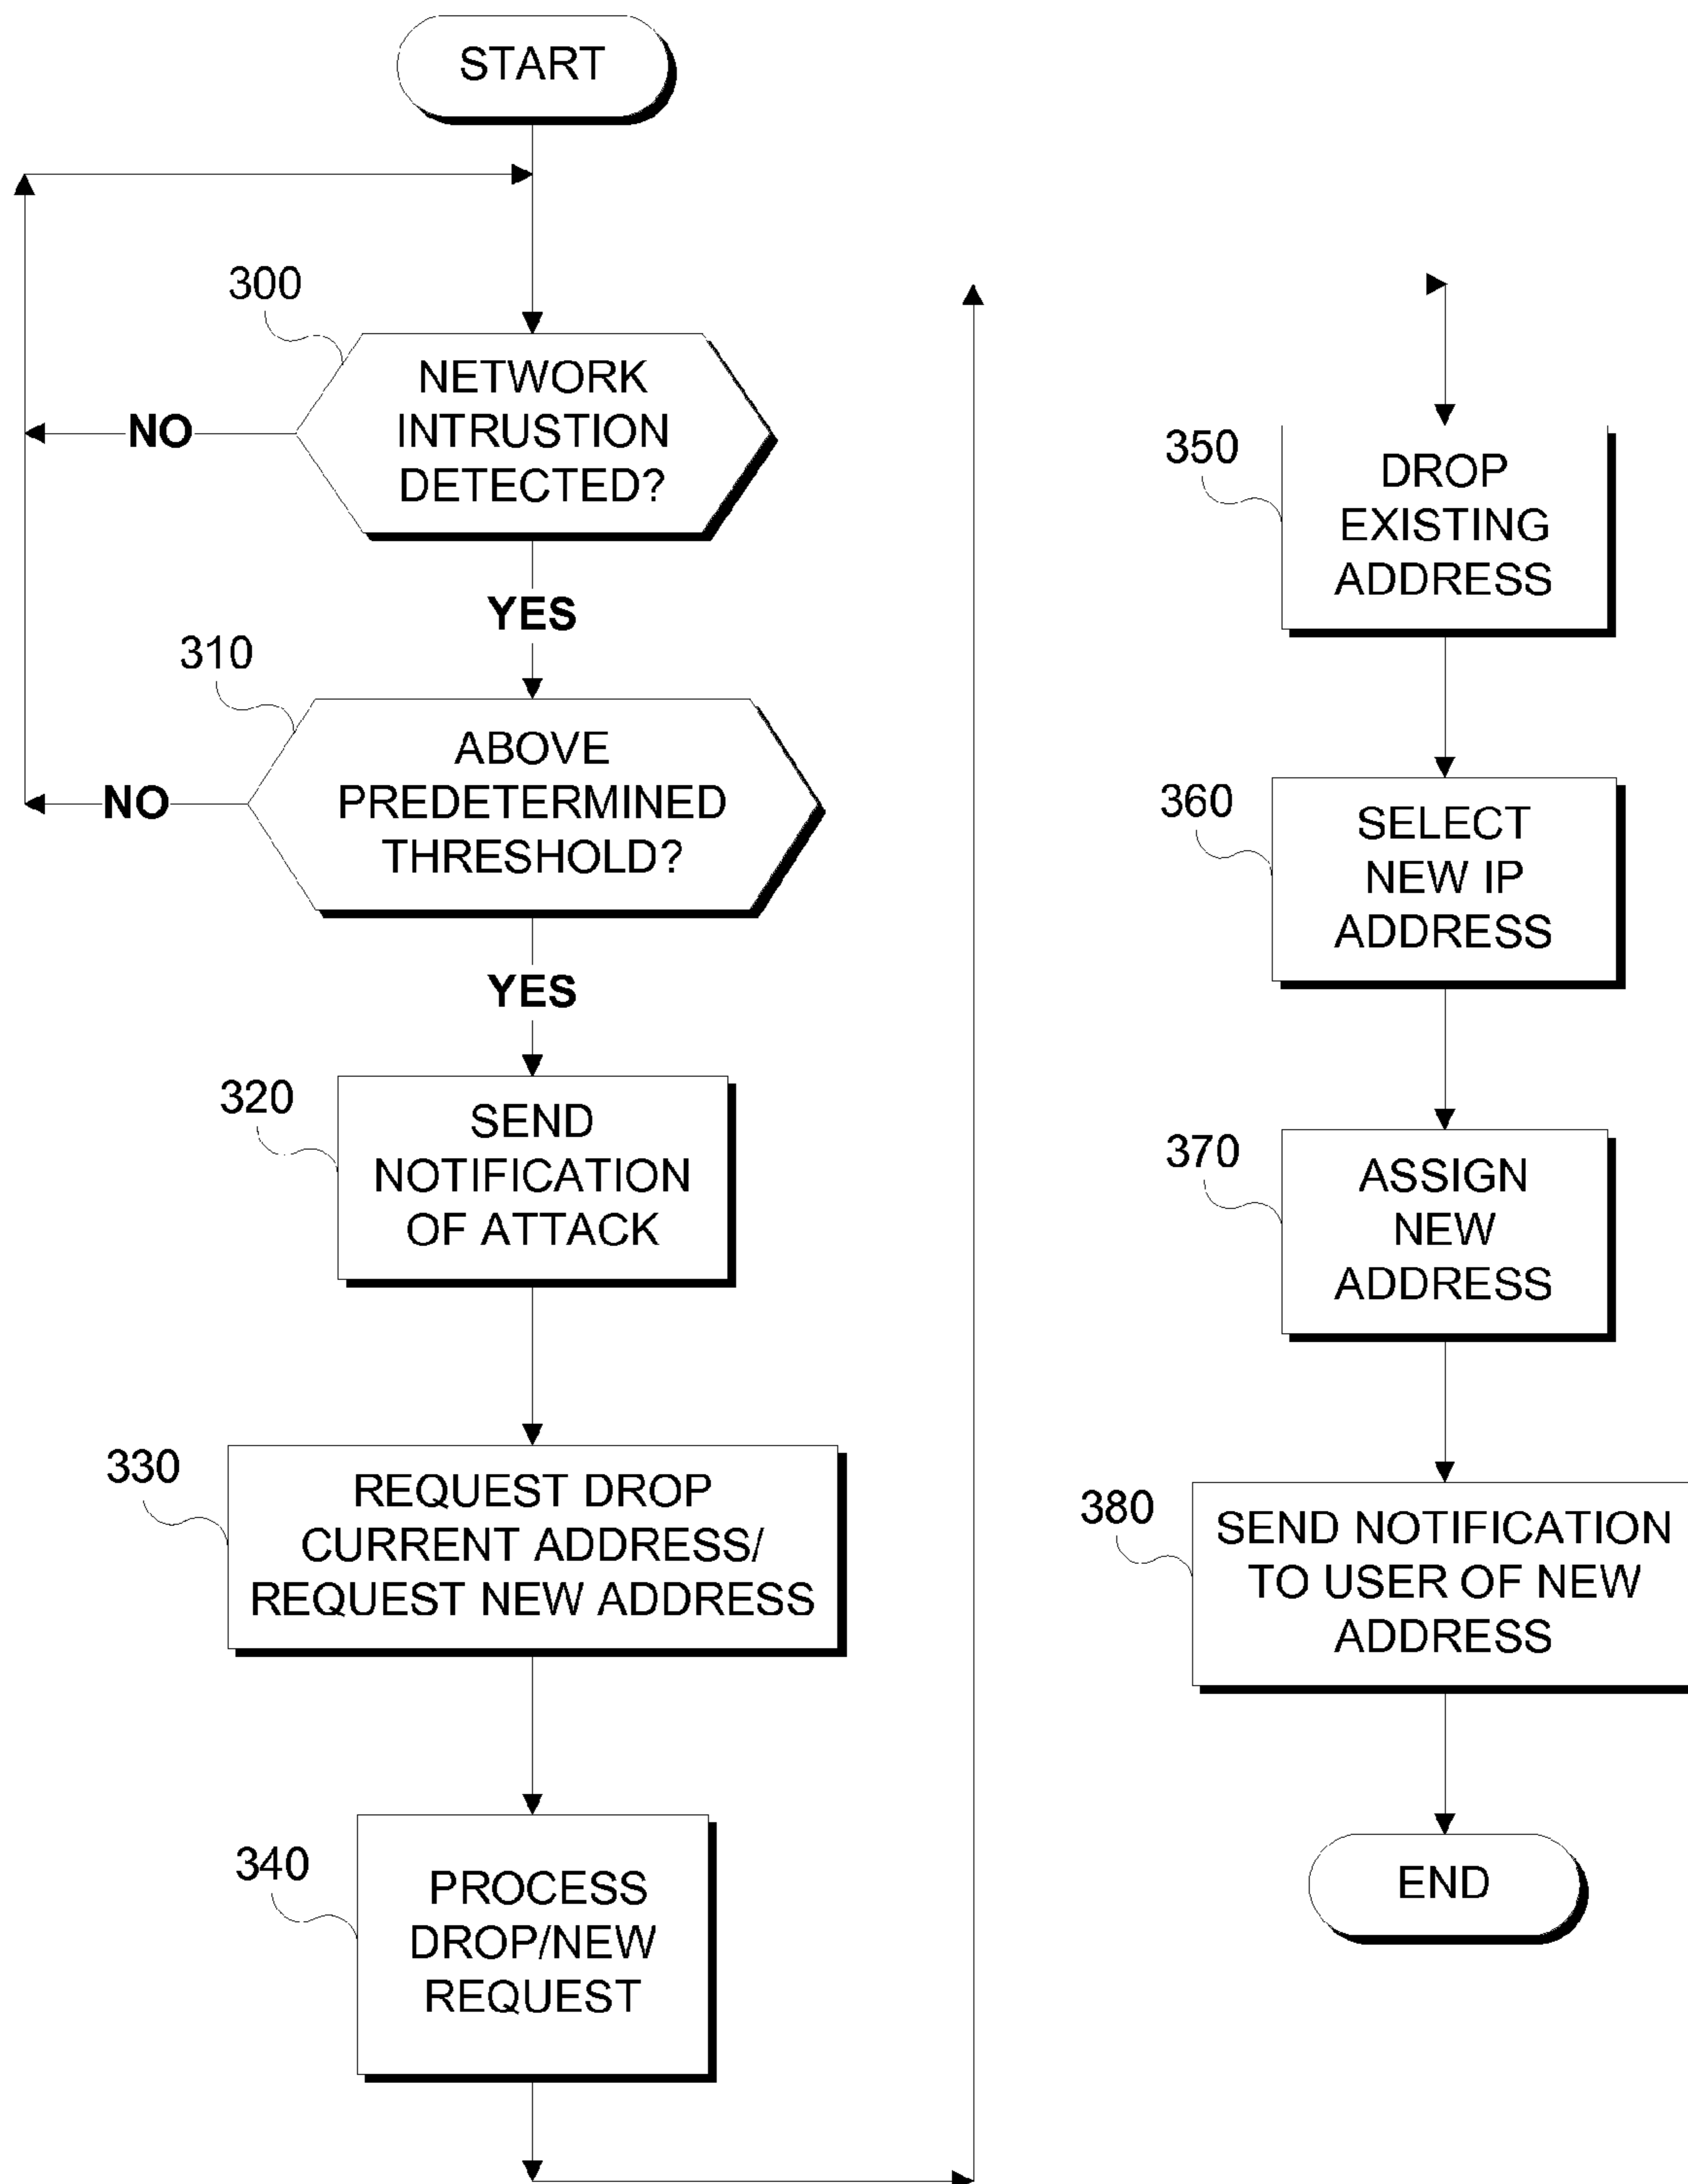 START
300
NETWORK
INTRUSTION
DETECTED?
NO
YES
310
ABOVE
PREDETERMINED
THRESHOLD?
NO
YES
320
SEND
NOTIFICATION
OF ATTACK
330
REQUEST DROP
CURRENT ADDRESS/
REQUEST NEW ADDRESS
340
PROCESS
DROP/NEW
REQUEST
350
DROP
EXISTING
ADDRESS
360
SELECT
NEW IP
ADDRESS
370
ASSIGN
NEW
ADDRESS
380
SEND NOTIFICATION
TO USER OF NEW
ADDRESS
END